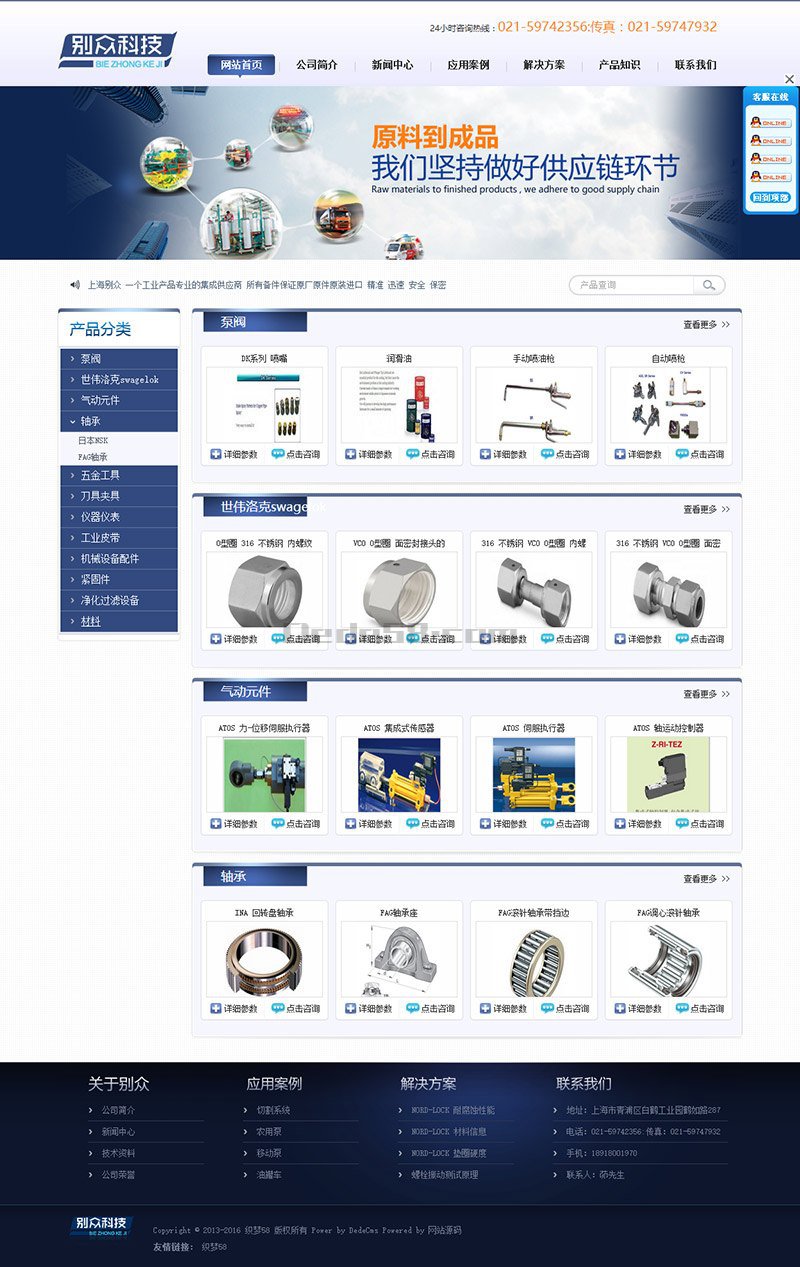 24小时咨询热线：021-59742356:传真：021-59747932
别众科技
BIE ZHONG KE JI
网站首页 公司简介 新闻中心 应用案例 解决方案 产品知识 联系我们
客服在线
ONLINE
ONLINE
ONLINE
ONLINE
回到顶部
原料到成品
我们坚持做好供应链环节
Raw materials to finished products , we adhere to good supply chain
上海别众 一个工业产品专业的集成供应商 所有备件保证原厂原件原装进口 精准 迅速 安全 保密
产品查询
产品分类
泵阀
世伟洛克swagelok
气动元件
轴承
日本NSK
FAG轴承
五金工具
刀具夹具
仪器仪表
工业皮带
机械设备配件
紧固件
净化过滤设备
材料
泵阀 查看更多 >>
DK系列 喷嘴 润滑油 手动喷油枪 自动喷枪
详细参数 点击咨询 详细参数 点击咨询 详细参数 点击咨询 详细参数 点击咨询
世伟洛克swagelok 查看更多 >>
O型圈 316 不锈钢 内螺纹 VCO O型圈 面密封接头的 316 不锈钢 VCO O型圈 内螺 316 不锈钢 VCO O型圈 面密
Dede58.com
详细参数 点击咨询 详细参数 点击咨询 详细参数 点击咨询 详细参数 点击咨询
气动元件 查看更多 >>
ATOS 力-位移伺服执行器 ATOS 集成式传感器 ATOS 伺服执行器 ATOS 轴运动控制器
Z-RI-TEZ
详细参数 点击咨询 详细参数 点击咨询 详细参数 点击咨询 详细参数 点击咨询
轴承 查看更多 >>
INA 回转盘轴承 FAG轴承座 FAG滚针轴承带挡边 FAG调心滚针轴承
详细参数 点击咨询 详细参数 点击咨询 详细参数 点击咨询 详细参数 点击咨询
关于别众 应用案例 解决方案 联系我们
公司简介 切割系统 NORD-LOCK 耐腐蚀性能 地址：上海市青浦区白鹤工业园鹤如路287
新闻中心 农用泵 NORD-LOCK 材料信息 电话：021-59742356:传真：021-59747932
技术资料 移动泵 NORD-LOCK 垫圈硬度 手机：18918001970
公司荣誉 油罐车 螺栓振动测试原理 联系人：茆先生
别众科技
BIE ZHONG KE JI
Copyright © 2013-2016 织梦58 版权所有 Power by DedeCms Powered by 网站源码
友情链接： 织梦58